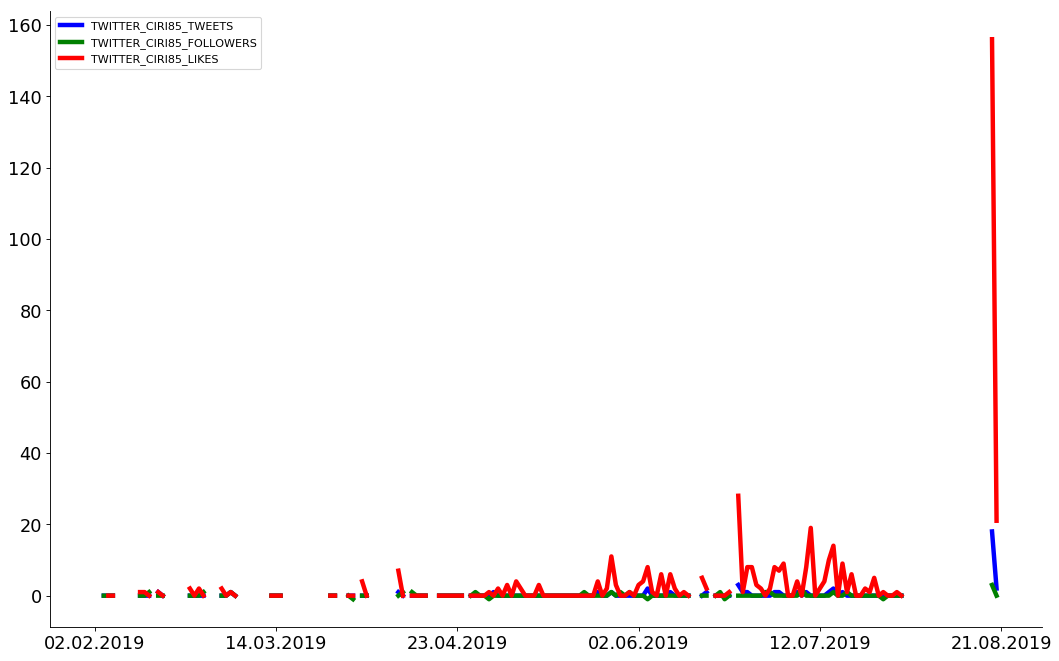 TWITTER_CIRI85_TWEETS
TWITTER_CIRI85_FOLLOWERS
TWITTER_CIRI85_LIKES
160
140
120
100
80
60
40
20
0
02.02.2019 14.03.2019 23.04.2019 02.06.2019 12.07.2019 21.08.2019